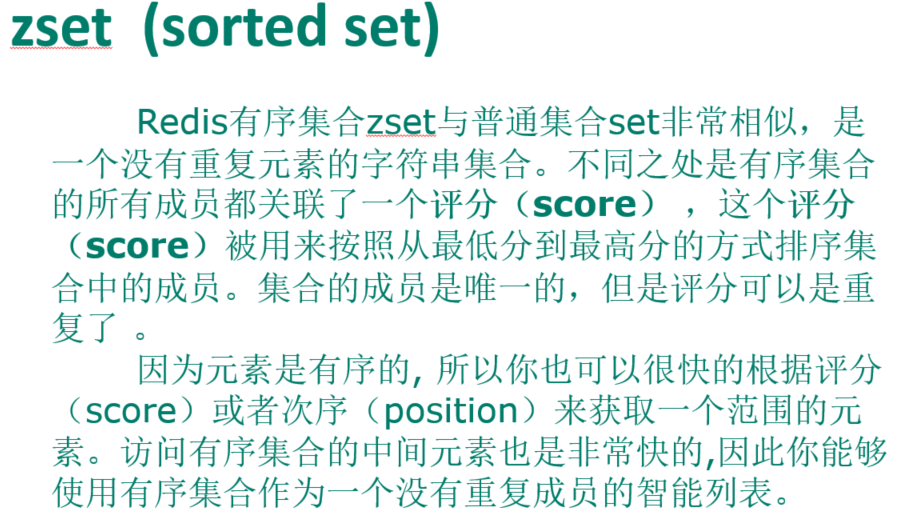 zset (sorted set)
Redis有序集合zset与普通集合set非常相似，是
一个没有重复元素的字符串集合。不同之处是有序集合
的所有成员都关联了一个评分（score） ，这个评分
（score）被用来按照从最低分到最高分的方式排序集
合中的成员。集合的成员是唯一的，但是评分可以是重
复了 。
因为元素是有序的, 所以你也可以很快的根据评分
（score）或者次序（position）来获取一个范围的元
素。访问有序集合的中间元素也是非常快的,因此你能够
使用有序集合作为一个没有重复成员的智能列表。